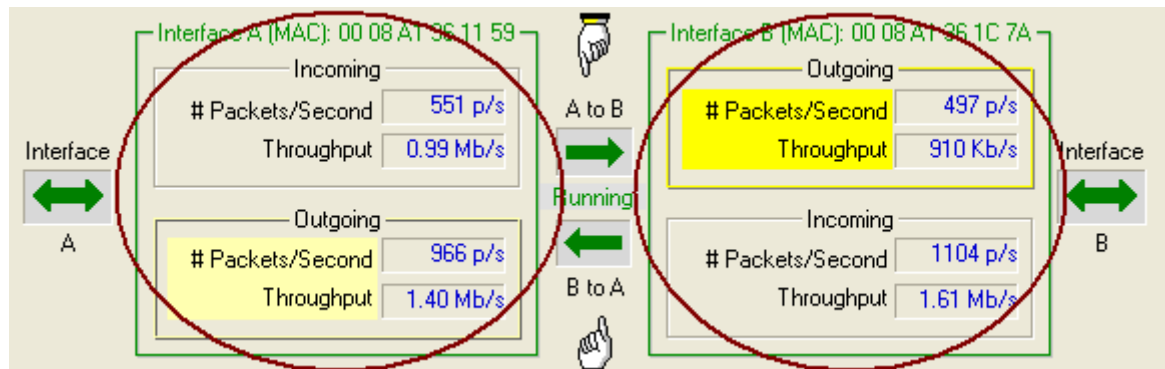 Interface A (MAC): 00 08 A1 36 11 59
Incoming
# Packets/Second 551 p/s
Throughput 0.99 Mb/s
Outgoing
# Packets/Second 966 p/s
Throughput 1.40 Mb/s
Interface
A
A to B
Running
B to A
Interface B (MAC): 00 08 A1 36 1C 7A
Outgoing
# Packets/Second 497 p/s
Throughput 910 Kb/s
Incoming
# Packets/Second 1104 p/s
Throughput 1.61 Mb/s
Interface
B